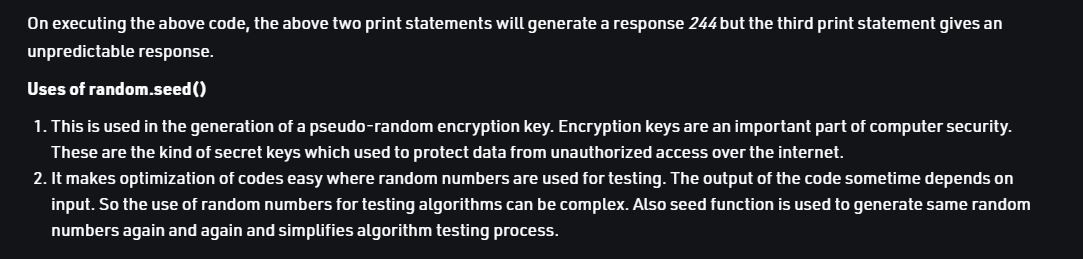 On executing the above code, the above two print statements will generate a response 244 but the third print statement gives an
unpredictable response.
Uses of random.seed()
1. This is used in the generation of a pseudo-random encryption key. Encryption keys are an important part of computer security.
These are the kind of secret keys which used to protect data from unauthorized access over the internet.
2. It makes optimization of codes easy where random numbers are used for testing. The output of the code sometime depends on
input. So the use of random numbers for testing algorithms can be complex. Also seed function is used to generate same random
numbers again and again and simplifies algorithm testing process.